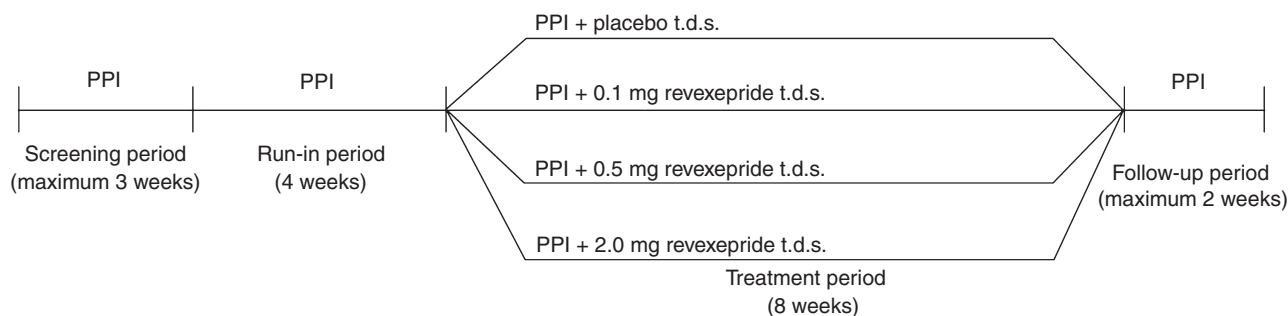 PPI
PPI
PPI + placebo t.d.s.
PPI + 0.1 mg revexepride t.d.s.
PPI + 0.5 mg revexepride t.d.s.
PPI + 2.0 mg revexepride t.d.s.
PPI
Screening period
(maximum 3 weeks)
Run-in period
(4 weeks)
Treatment period
(8 weeks)
Follow-up period
(maximum 2 weeks)